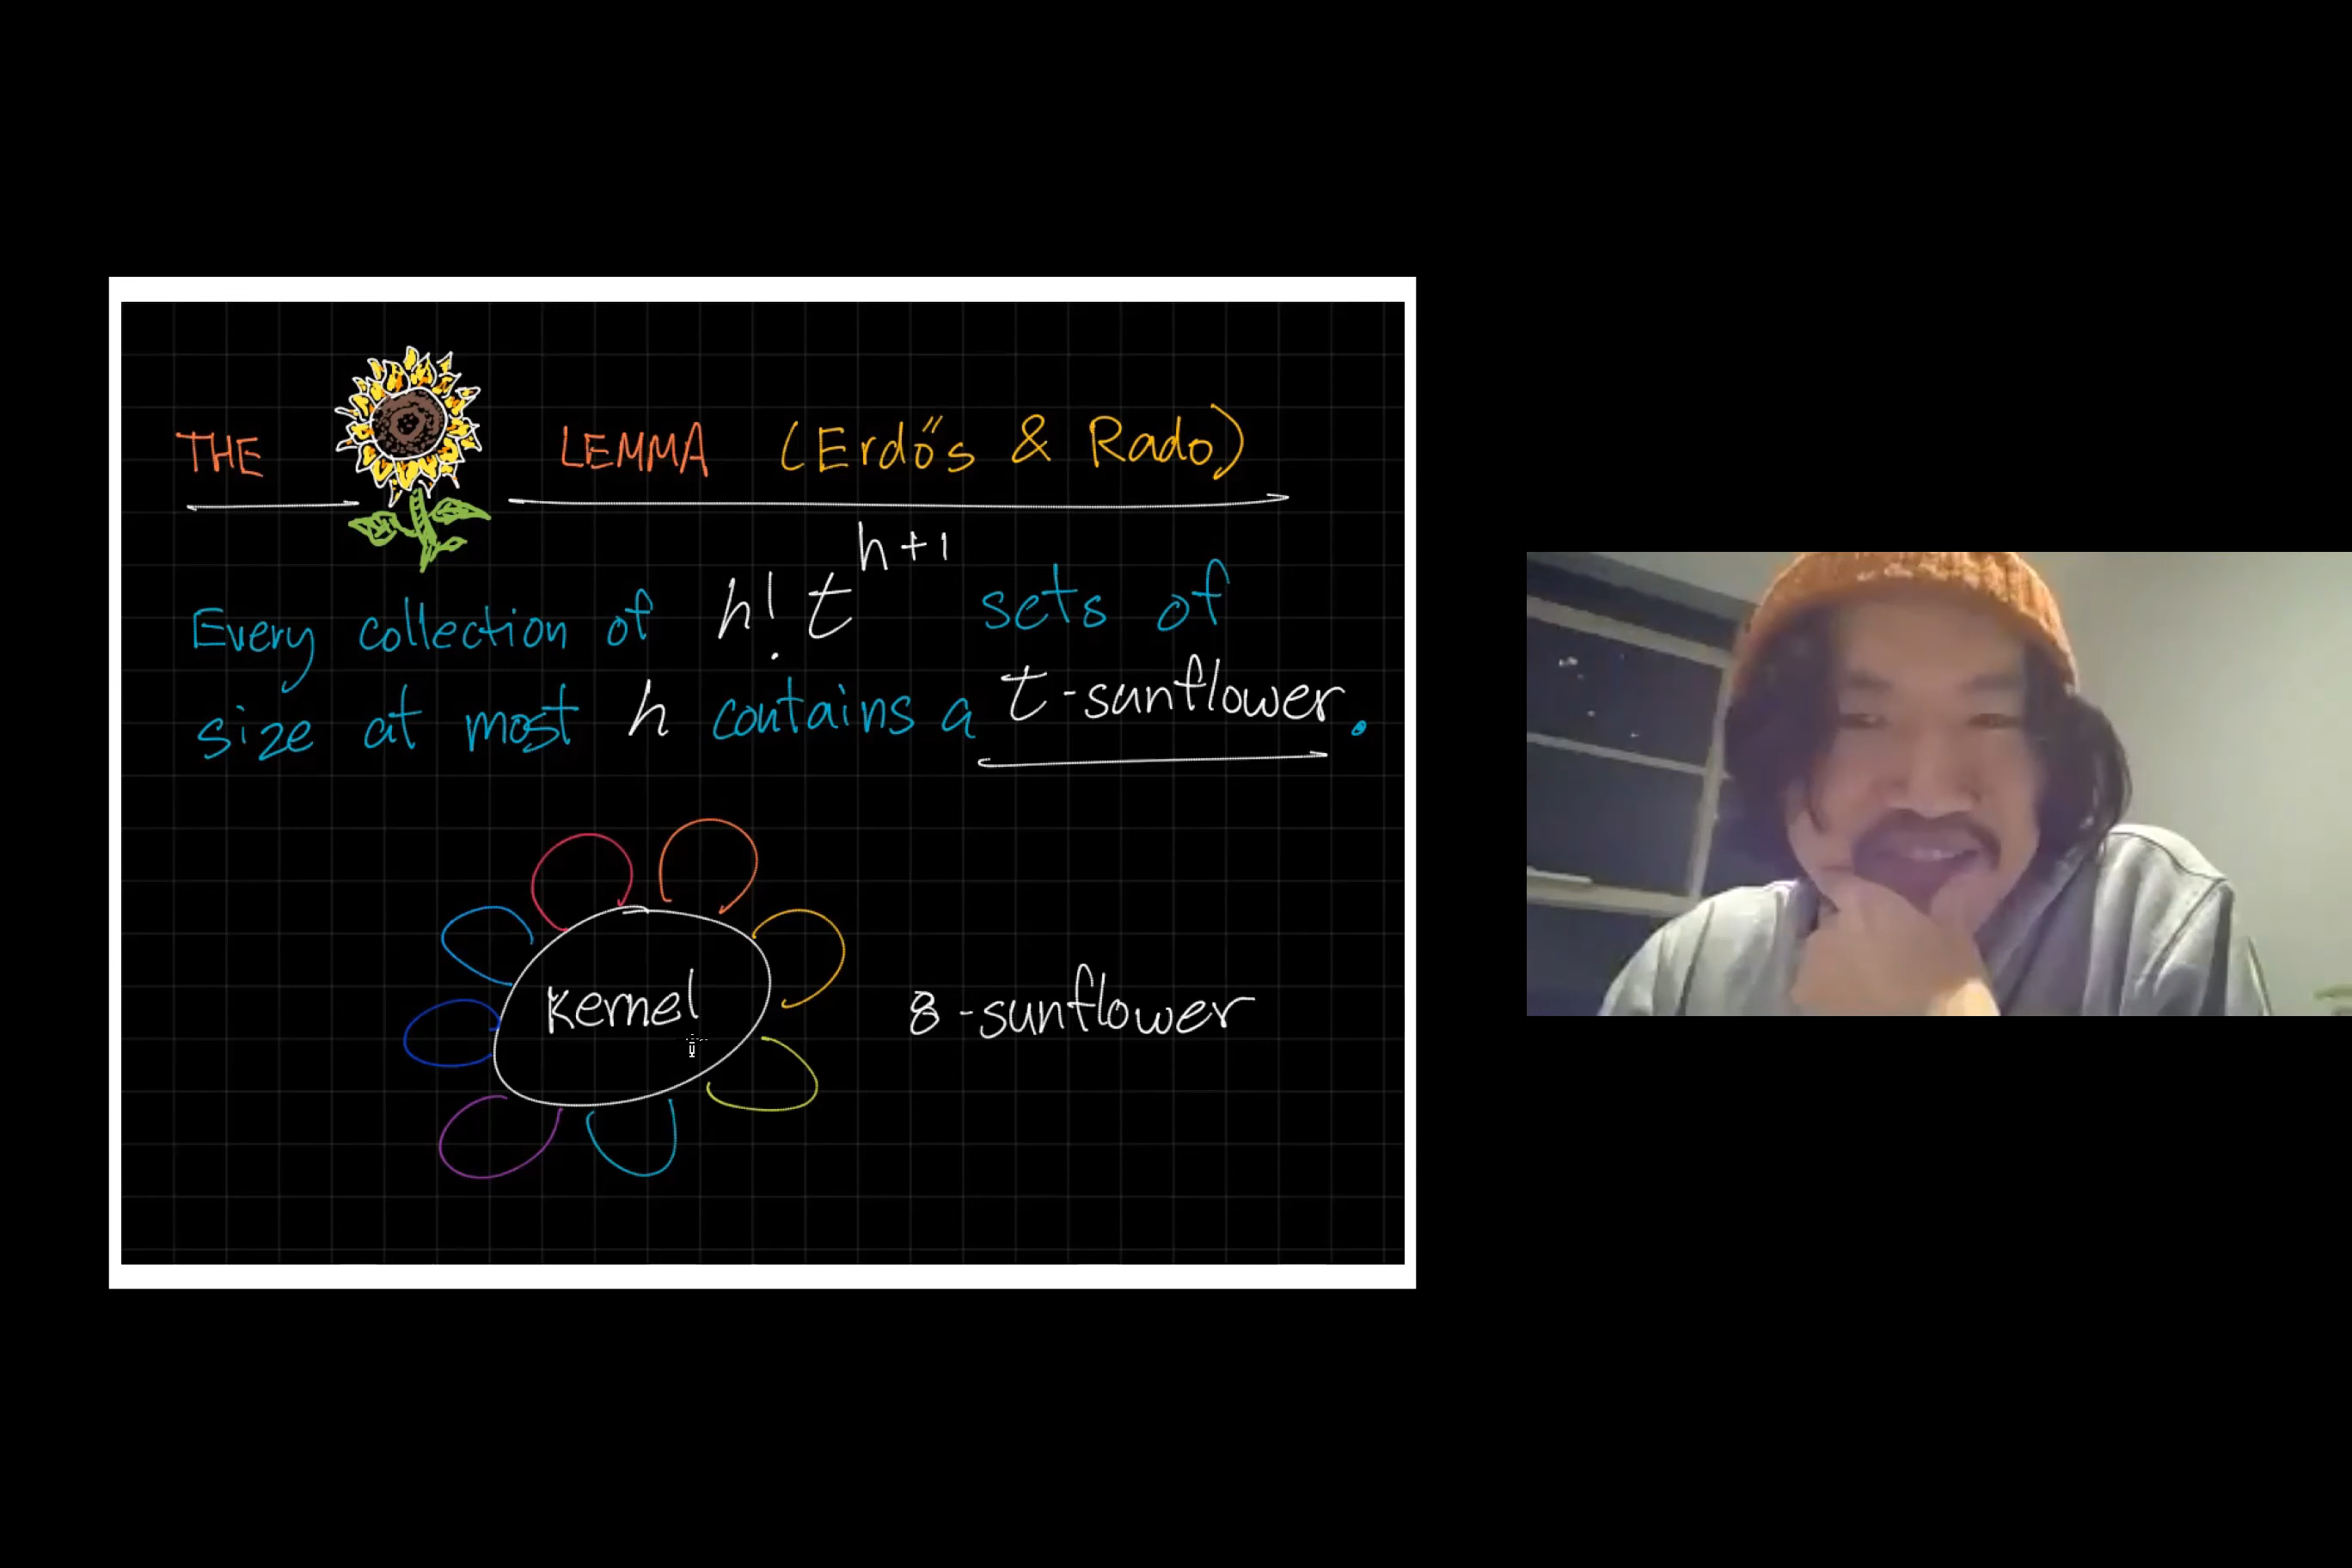 THE LEMMA (Erdős & Rado)
Every collection of h! t^{h+1} sets of
size at most h contains a t-sunflower.
Kernel
8-sunflower